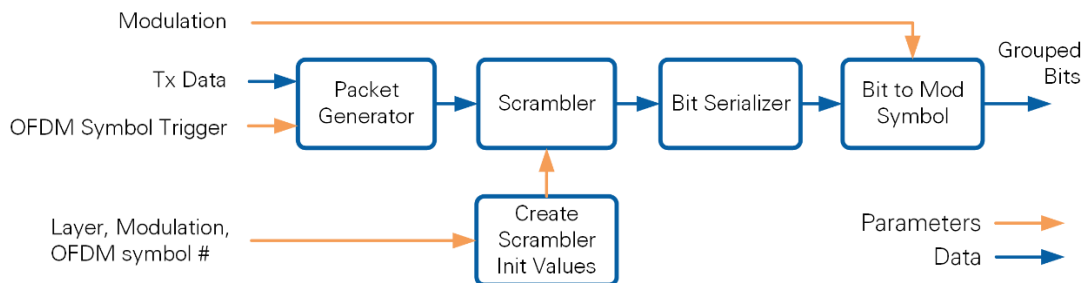 Modulation
Tx Data
OFDM Symbol Trigger
Packet
Generator
Scrambler
Bit Serializer
Bit to Mod
Symbol
Grouped
Bits
Layer, Modulation,
OFDM symbol #
Create
Scrambler
Init Values
Parameters
Data